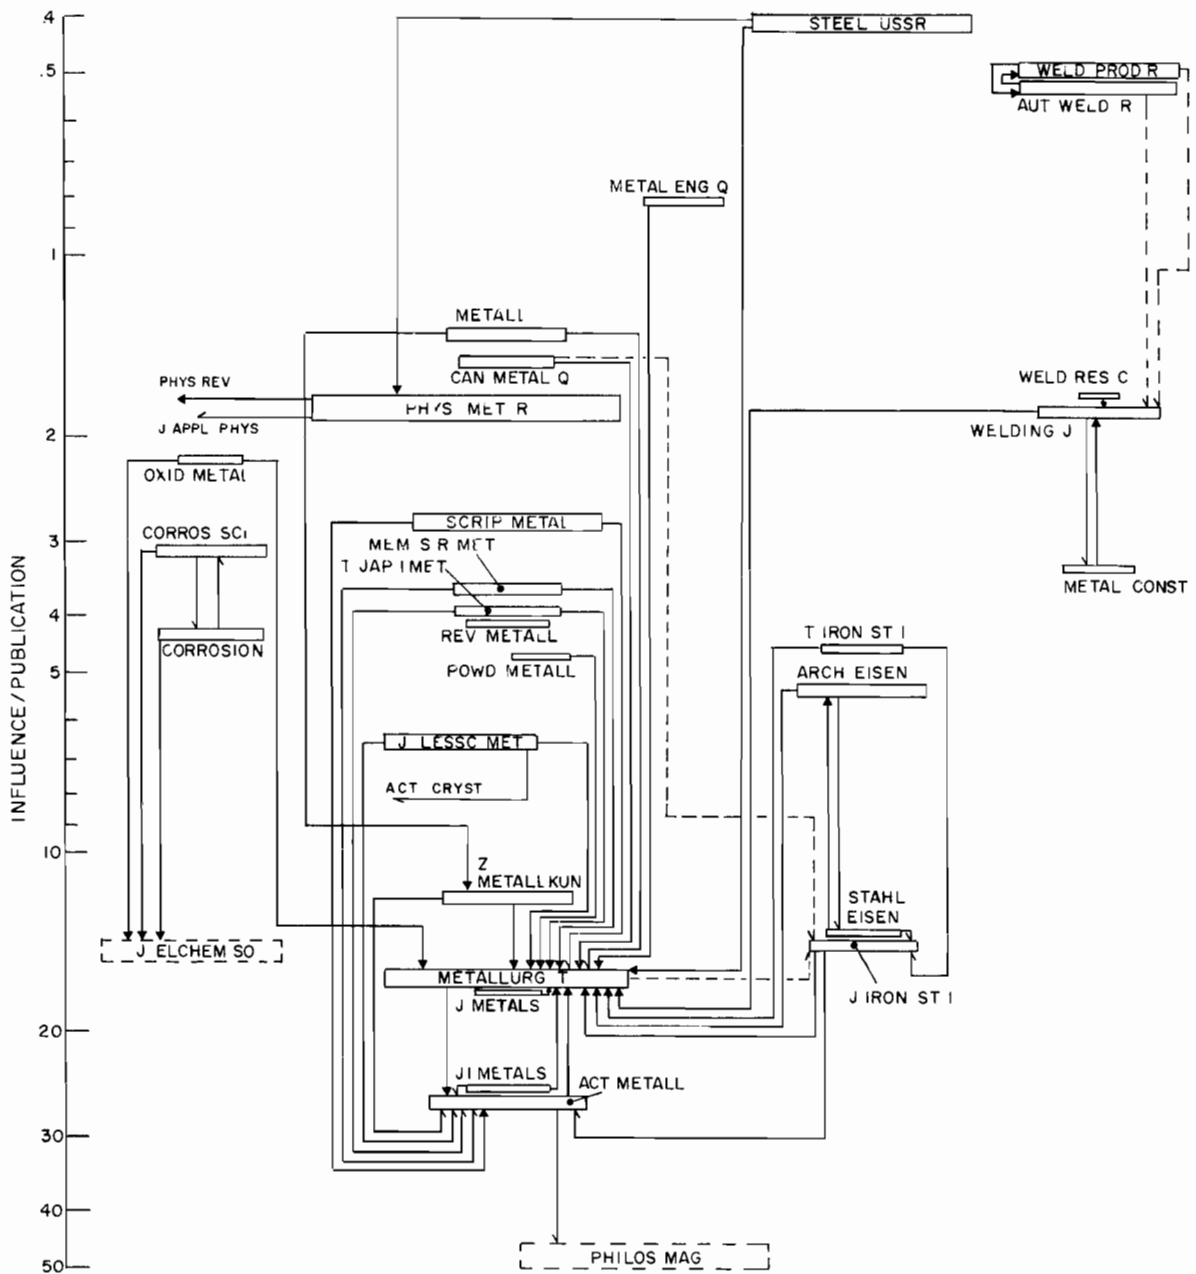 .4
STEEL USSR
.5
WELD PROD R
AUT WELD R
METAL ENG Q
1
METALL
CAN METAL Q
PHYS REV
WELD RES C
PHYS MET R
J APPL PHYS
WELDING J
2
OXID METAL
SCRIP METAL
CORROS SCI
3
MEM S R MET
T JAP I MET
METAL CONST
4
REV METALL
T IRON ST I
CORROSION
POWD METALL
5
ARCH EISEN
INFLUENCE/PUBLICATION
J LESSC MET
ACT CRYST
10
Z
METALLKUN
STAHL
EISEN
J ELCHEM SO
METALLURG T
J METALS
J IRON ST I
20
J I METALS
ACT METALL
30
40
PHILOS MAG
50